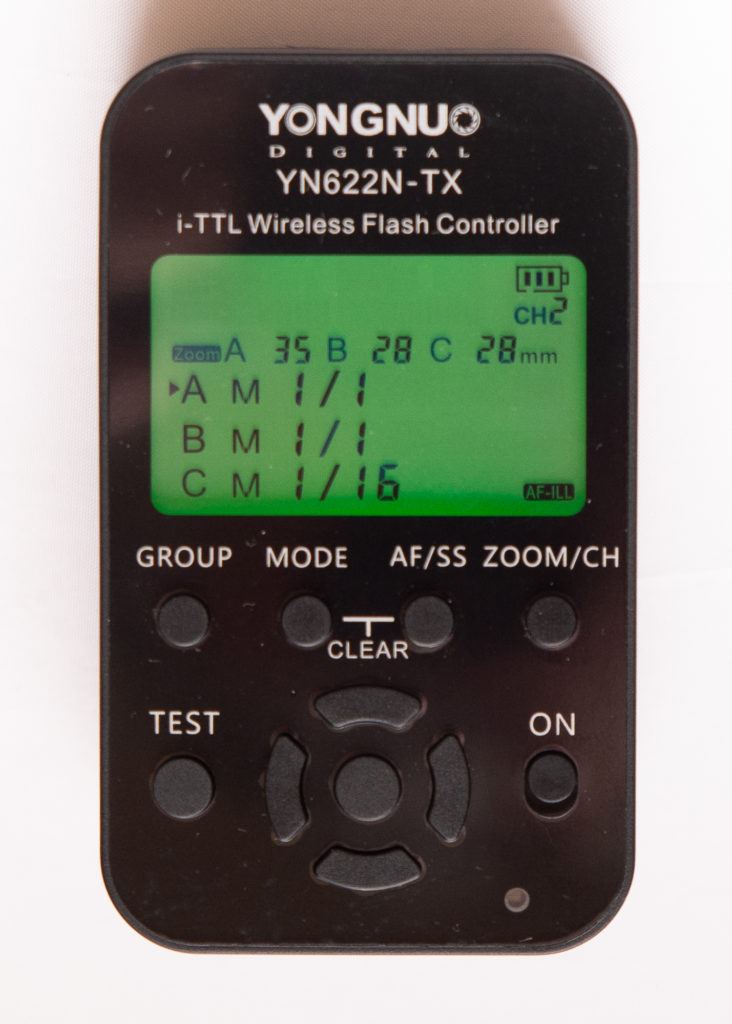 YONGNUO
DIGITAL
YN622N-TX
i-TTL Wireless Flash Controller
CH2
Zoom A 35 B 28 C 28mm
A M 1/1
B M 1/1
C M 1/16
AF-ILL
GROUP MODE AF/SS ZOOM/CH
CLEAR
TEST ON